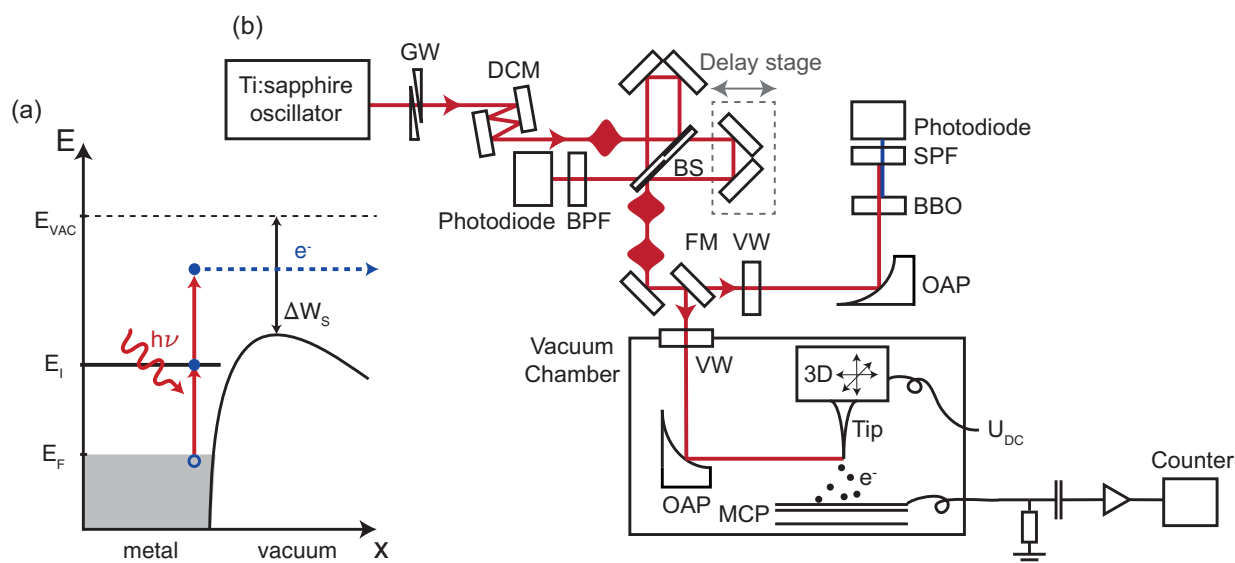 (a)
E
E_VAC
e⁻
ΔW_S
hν
E_I
E_F
metal
vacuum
x
(b)
Ti:sapphire
oscillator
GW
DCM
Delay stage
BS
Photodiode
BPF
Photodiode
SPF
BBO
FM
VW
OAP
Vacuum
Chamber
VW
3D
Tip
U_DC
OAP
e⁻
MCP
Counter